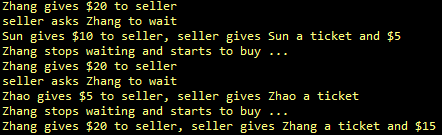 Zhang gives $20 to seller
seller asks Zhang to wait
Sun gives $10 to seller, seller gives Sun a ticket and $5
Zhang stops waiting and starts to buy ...
Zhang gives $20 to seller
seller asks Zhang to wait
Zhao gives $5 to seller, seller gives Zhao a ticket
Zhang stops waiting and starts to buy ...
Zhang gives $20 to seller, seller gives Zhang a ticket and $15